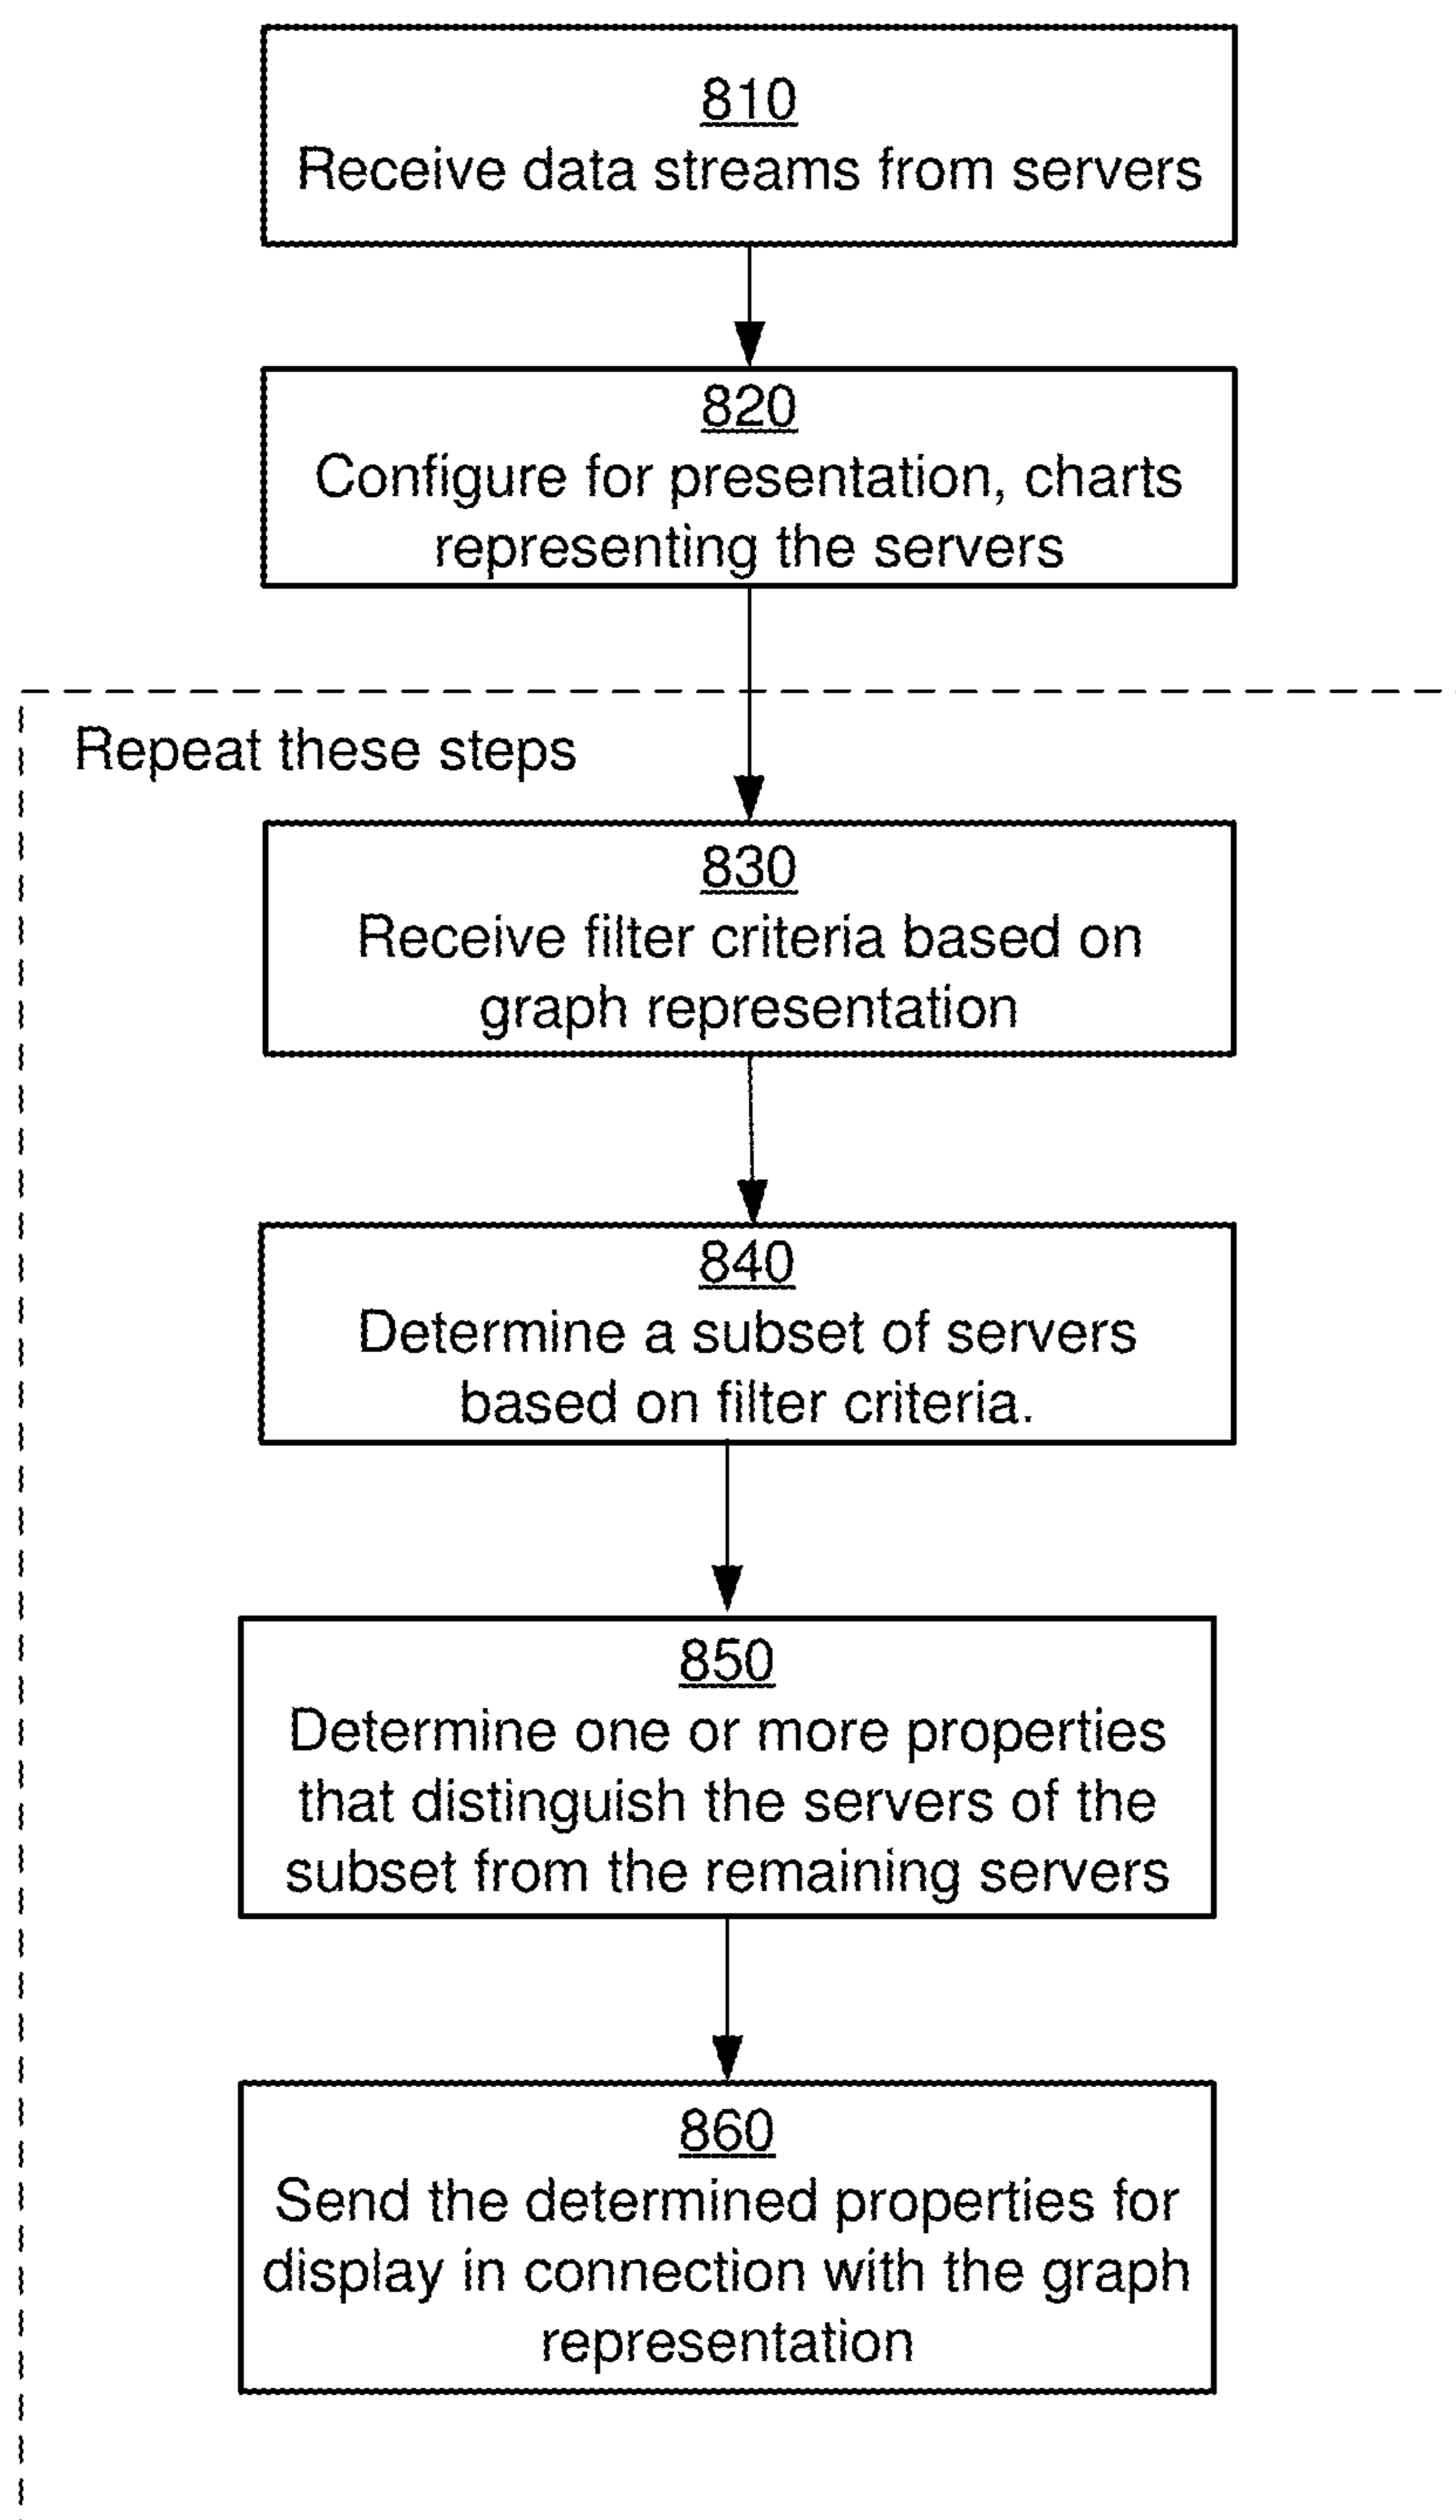 810
Receive data streams from servers
820
Configure for presentation, charts
representing the servers
Repeat these steps
830
Receive filter criteria based on
graph representation
840
Determine a subset of servers
based on filter criteria.
850
Determine one or more properties
that distinguish the servers of the
subset from the remaining servers
860
Send the determined properties for
display in connection with the graph
representation